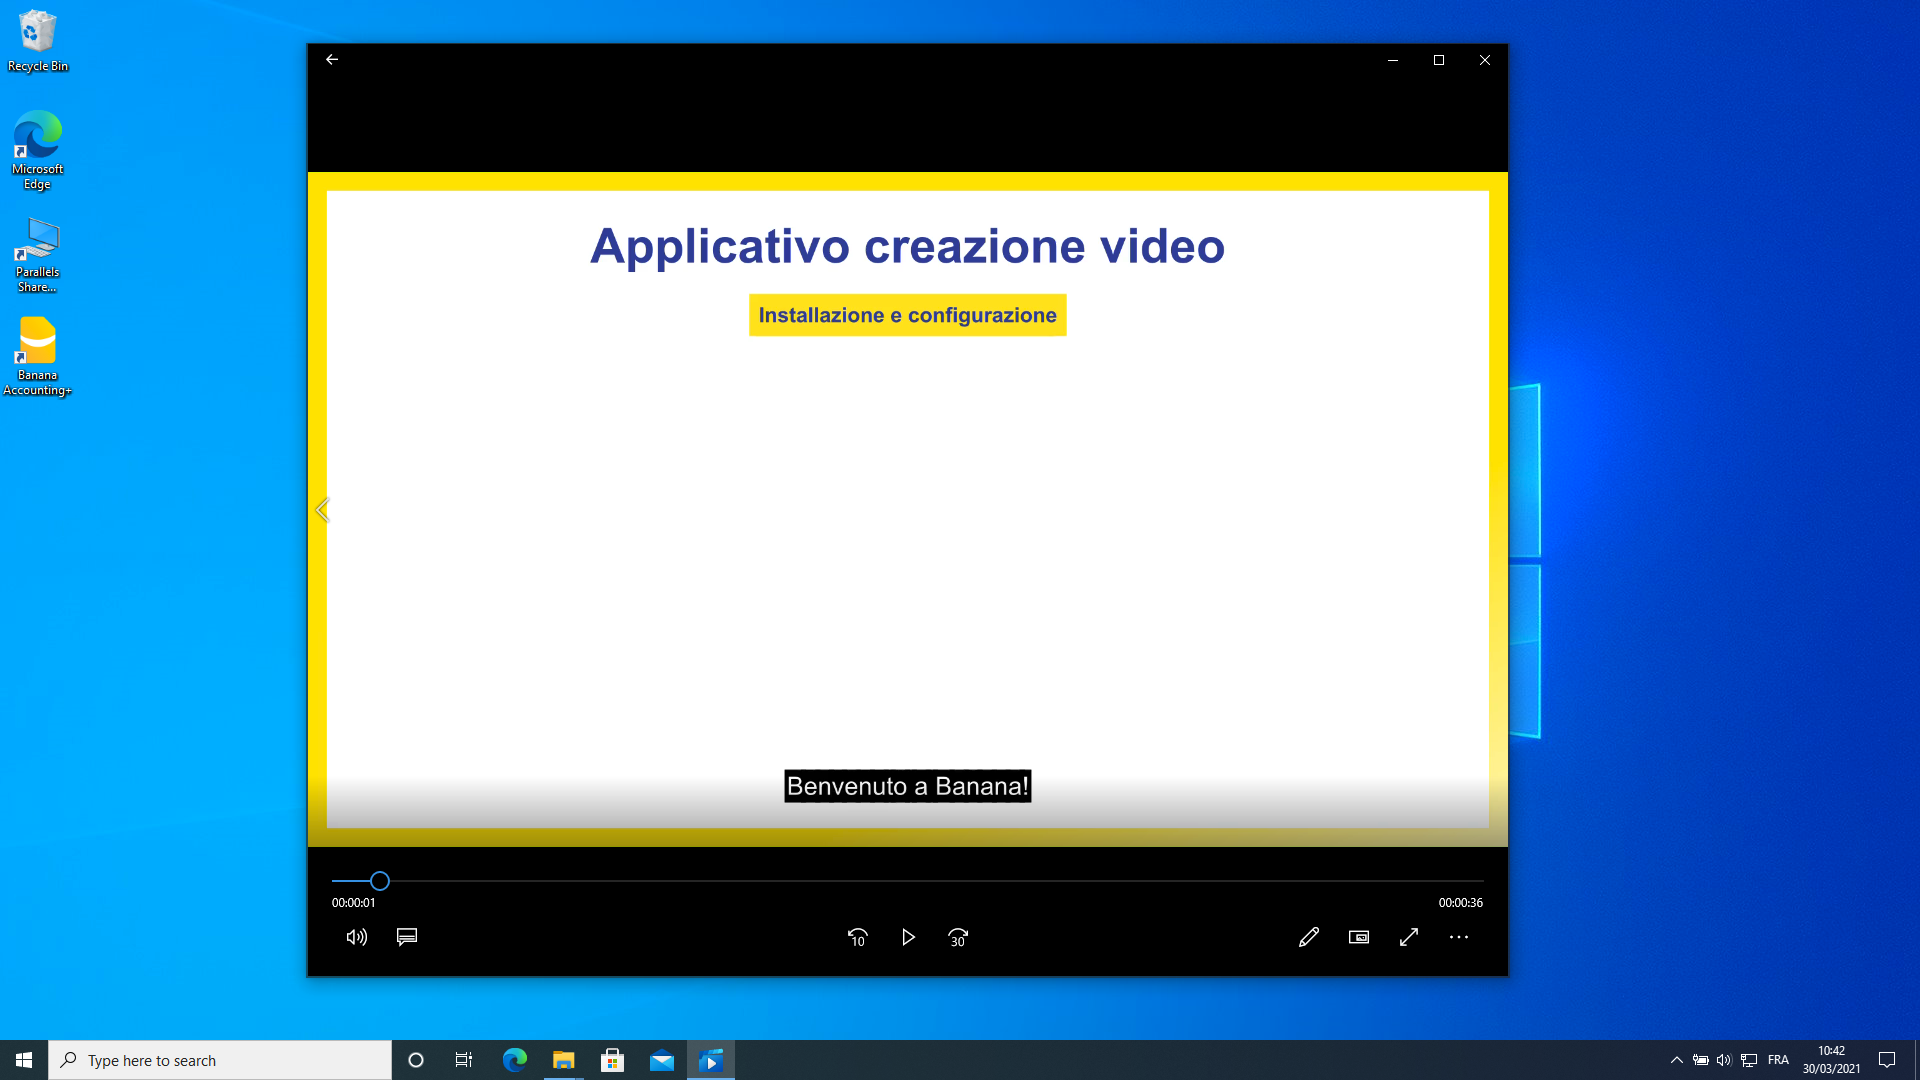 Recycle Bin
Microsoft
Edge
Parallels
Share...
Banana
Accounting+
Applicativo creazione video
Installazione e configurazione
Benvenuto a Banana!
00:00:01
00:00:36
10
30
Type here to search
FRA
10:42
30/03/2021